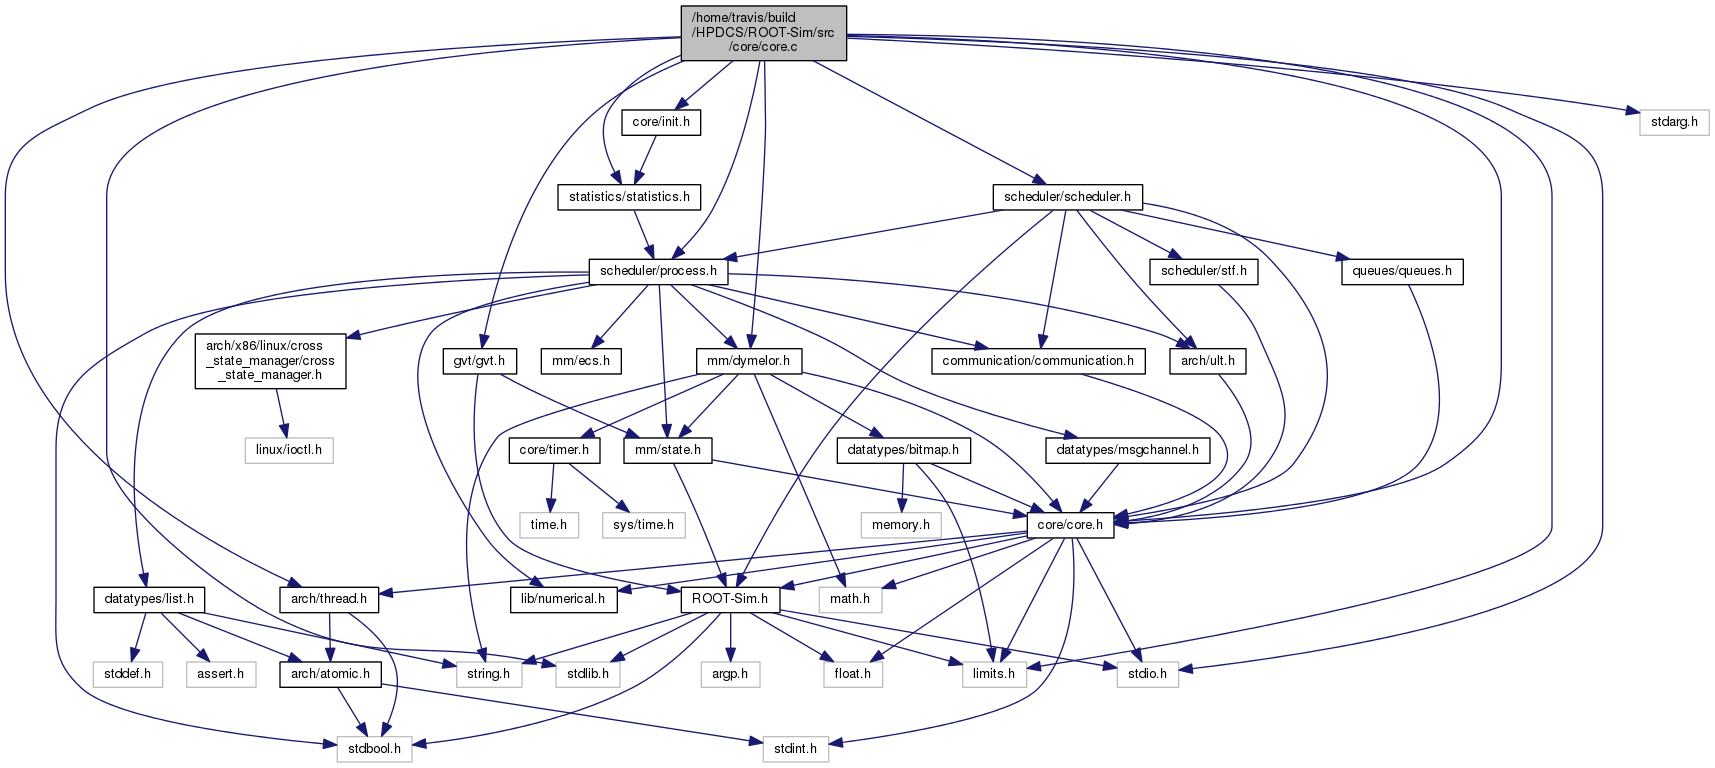 /home/travis/build
/HPDCS/ROOT-Sim/src
/core/core.c
core/init.h
stdarg.h
statistics/statistics.h
scheduler/scheduler.h
scheduler/process.h
scheduler/stf.h
queues/queues.h
arch/x86/linux/cross
_state_manager/cross
_state_manager.h
gvt/gvt.h
mm/ecs.h
mm/dymelor.h
communication/communication.h
arch/ult.h
linux/ioctl.h
core/timer.h
mm/state.h
datatypes/bitmap.h
datatypes/msgchannel.h
time.h
sys/time.h
memory.h
core/core.h
datatypes/list.h
arch/thread.h
lib/numerical.h
ROOT-Sim.h
math.h
stddef.h
assert.h
arch/atomic.h
string.h
stdlib.h
argp.h
float.h
limits.h
stdio.h
stdbool.h
stdint.h